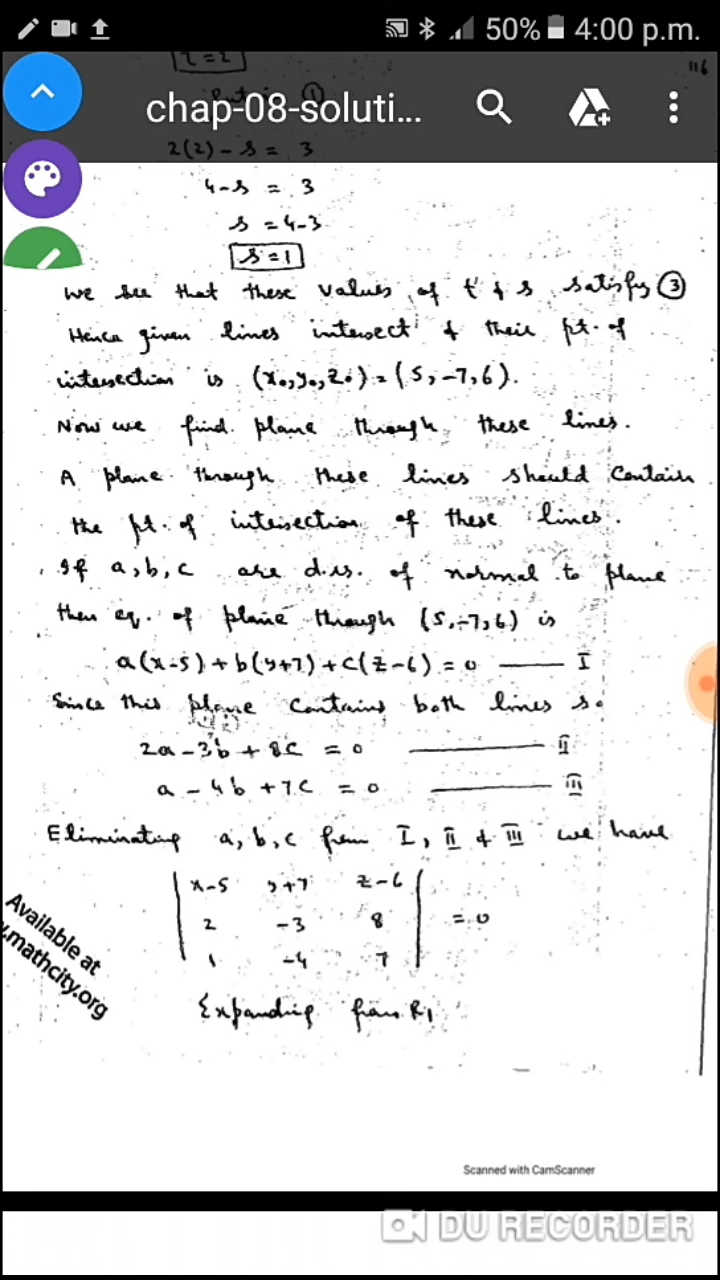 50% 4:00 p.m.
116
chap-08-soluti...
2(2) - s = 3
4 - s = 3
s = 4 - 3
s = 1
We see that these values of t & s satisfy ③
Hence given lines intersect & their pt. of
intersection is (x₀, y₀, z₀) = (5, -7, 6).
Now we find plane through these lines.
A plane through these lines should contain
the pt. of intersection of these lines.
If a, b, c are d.rs. of normal to plane
then eq. of plane through (5, -7, 6) is
a(x-5) + b(y+7) + c(z-6) = 0 —— I
Since this plane contains both lines so
2a - 3b + 8c = 0 —— II
a - 4b + 7c = 0 —— III
Eliminating a, b, c from I, II & III we have
| x-5 y+7 z-6 |
| 2 -3 8 | = 0
| 1 -4 7 |
Available at
.mathcity.org
Expanding from R₁
Scanned with CamScanner
DU RECORDER